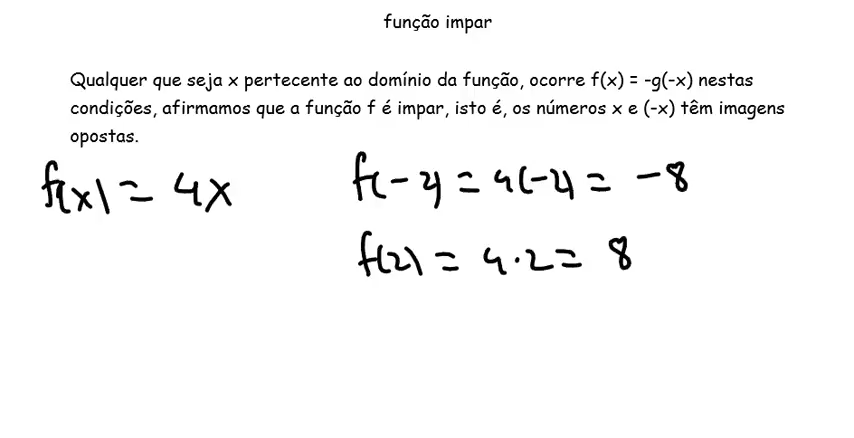 função impar
Qualquer que seja x pertecente ao domínio da função, ocorre f(x) = -g(-x) nestas
condições, afirmamos que a função f é impar, isto é, os números x e (-x) têm imagens
opostas.
f(x) = 4x
f(-2) = 4(-2) = -8
f(2) = 4·2 = 8